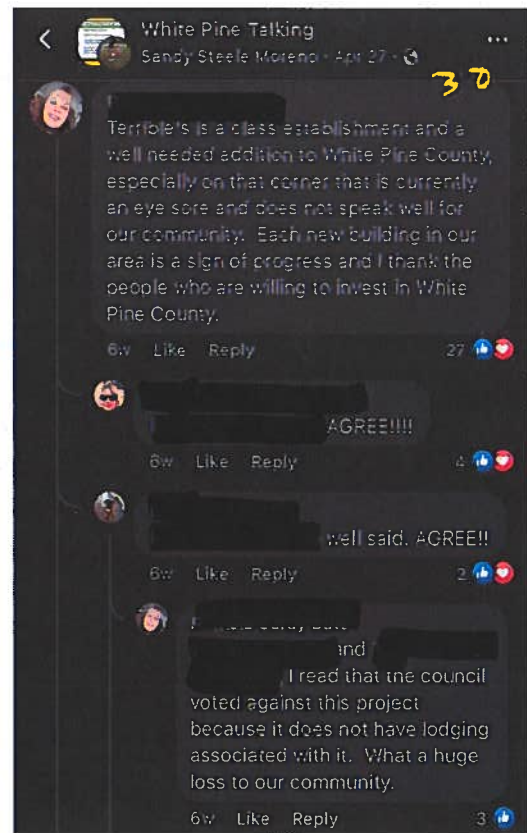 White Pine Talking
Sandy Steele Moreno · Apr 27 ·
30
Terrible's is a class establishment and a
well needed addition to White Pine County,
especially on that corner that is currently
an eye sore and does not speak well for
our community. Each new building in our
area is a sign of progress and I thank the
people who are willing to invest in White
Pine County.
6w Like Reply 27
AGREE!!!!
6w Like Reply 4
well said. AGREE!!
6w Like Reply 2
and
I read that the council
voted against this project
because it does not have lodging
associated with it. What a huge
loss to our community.
6w Like Reply 3